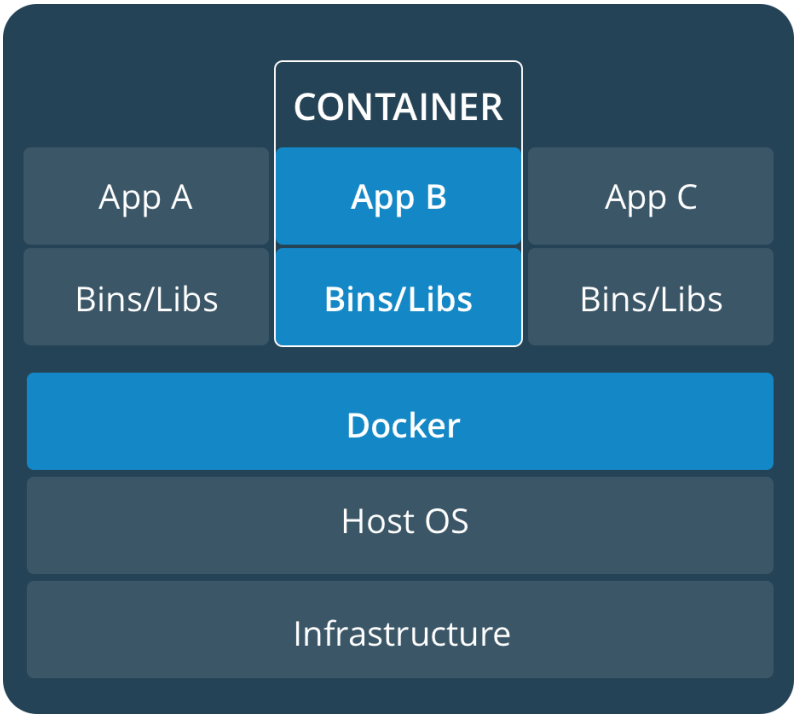 CONTAINER
App A
App B
App C
Bins/Libs
Bins/Libs
Bins/Libs
Docker
Host OS
Infrastructure